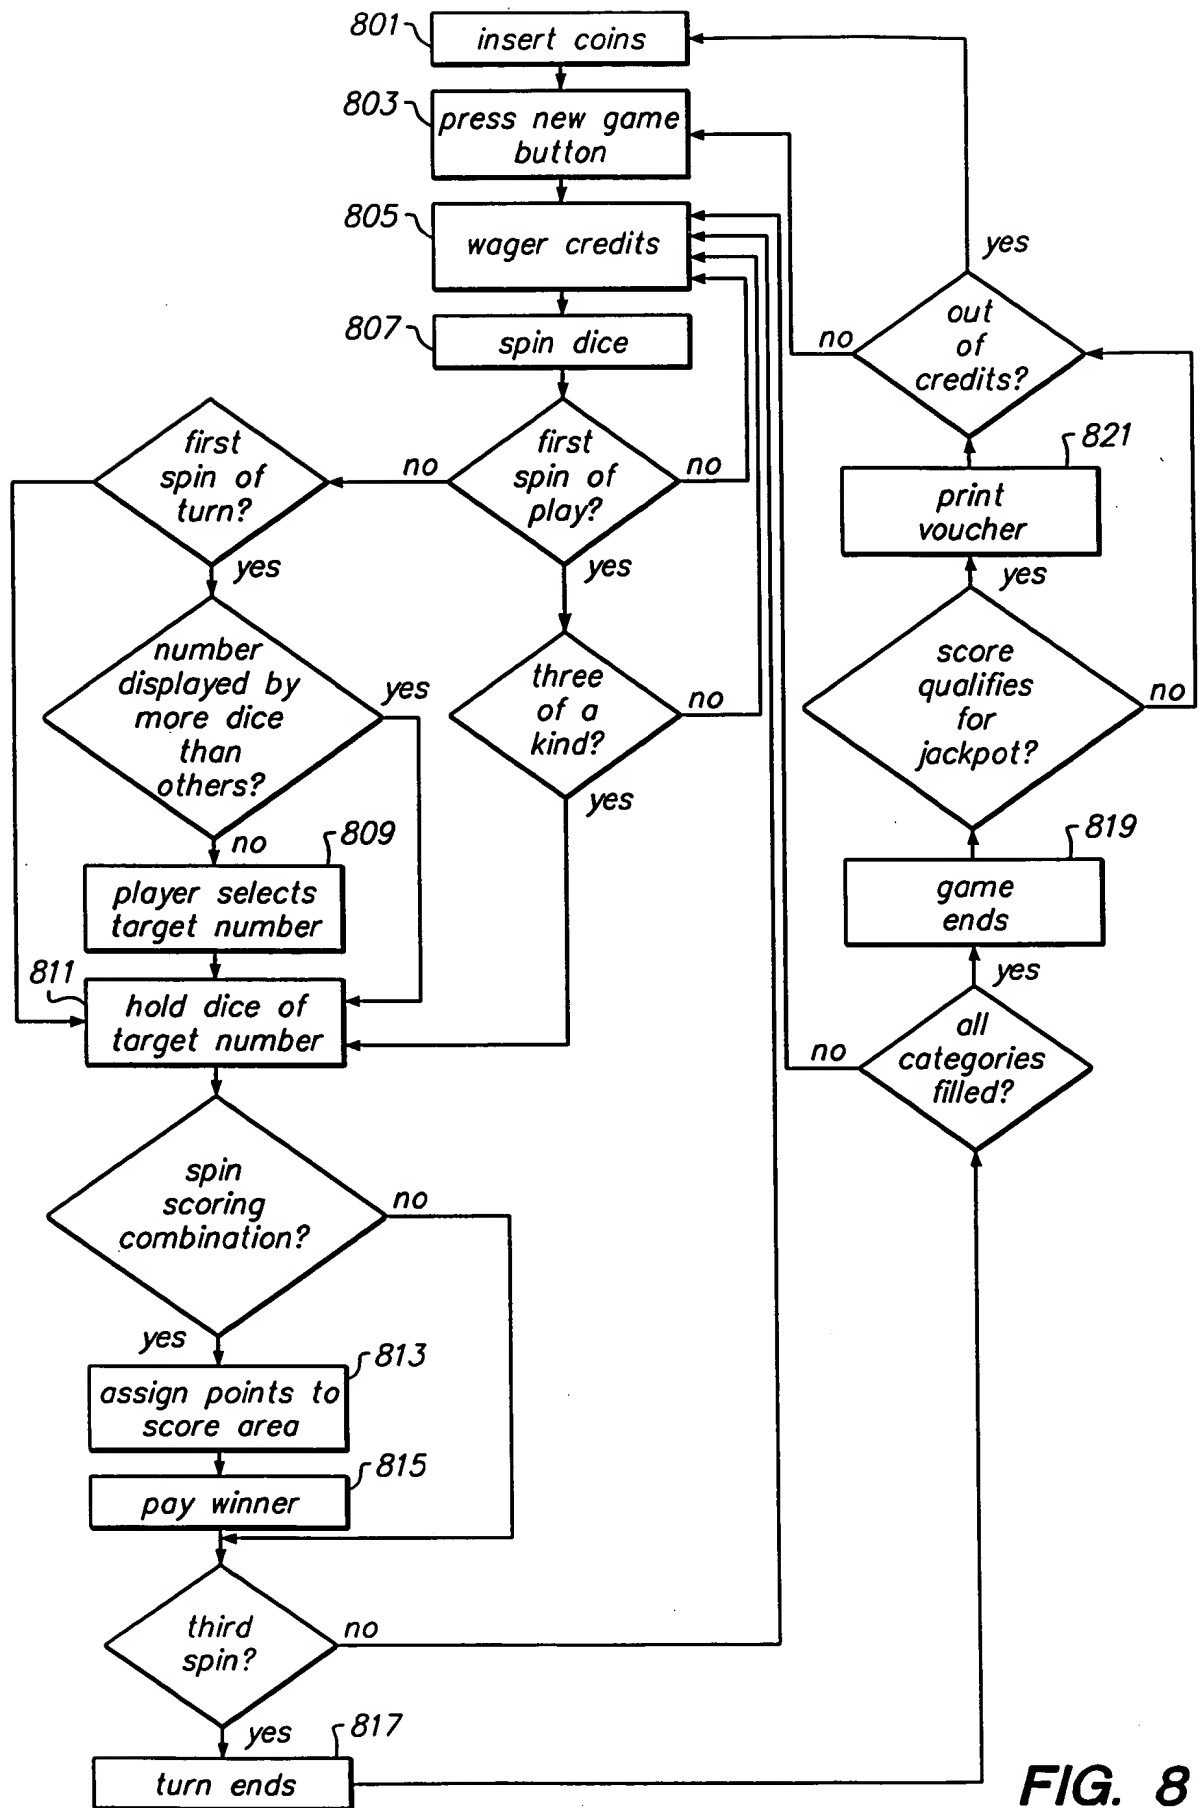 801
insert coins
803
press new game
button
805
wager credits
yes
807
spin dice
no
out
of
credits?
first
spin of
turn?
no
first
spin of
play?
no
821
print
voucher
yes
yes
yes
number
displayed by
more dice
than
others?
yes
three
of a
kind?
no
score
qualifies
for
jackpot?
no
yes
no
809
819
player selects
target number
game
ends
811
hold dice of
target number
yes
no
all
categories
filled?
spin
scoring
combination?
no
yes
813
assign points to
score area
815
pay winner
third
spin?
no
yes
817
turn ends
FIG. 8